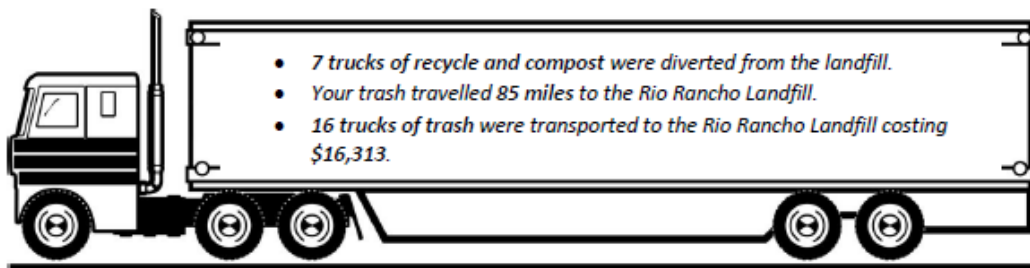 • 7 trucks of recycle and compost were diverted from the landfill.
• Your trash travelled 85 miles to the Rio Rancho Landfill.
• 16 trucks of trash were transported to the Rio Rancho Landfill costing
$16,313.